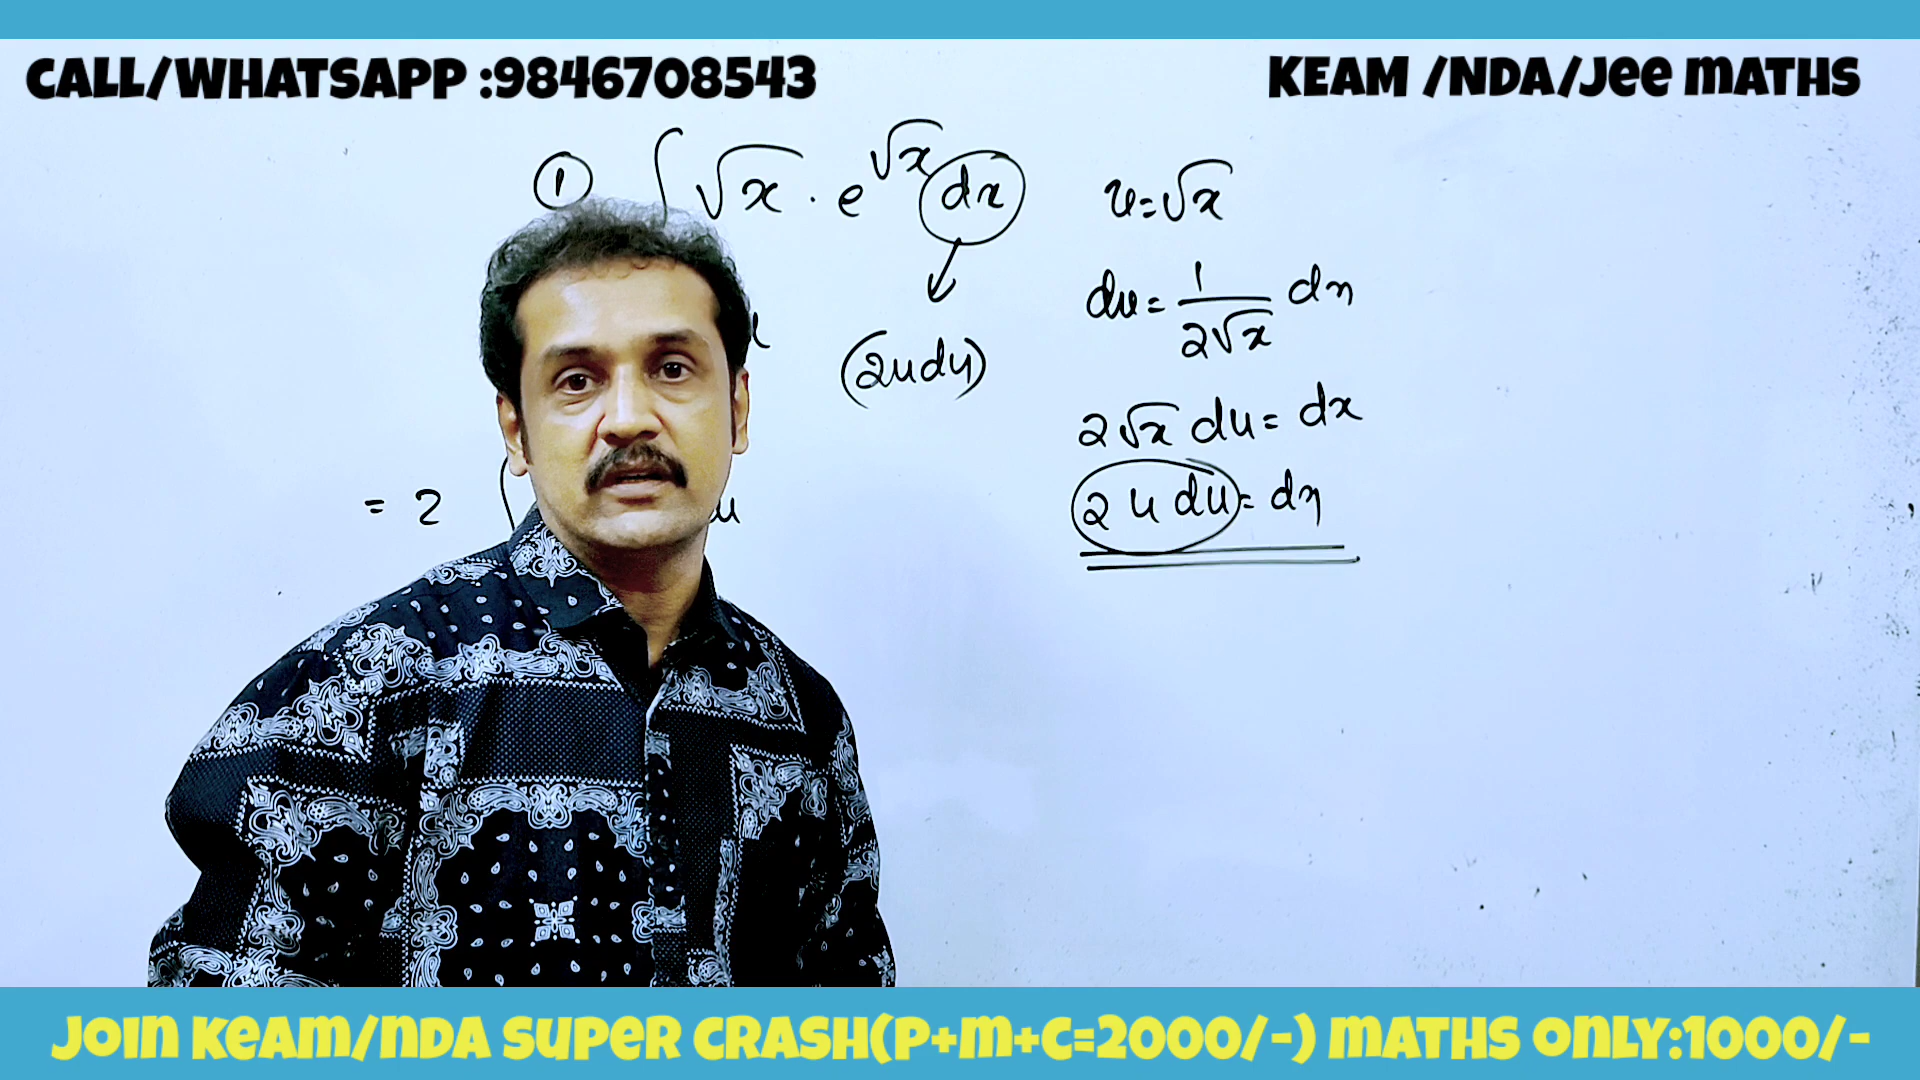 CALL/WHATSAPP :9846708543
KEAM /NDA/Jee mATHS
① ∫ √x · e^√x dx
(2udu)
= 2 ∫ u
u=√x
du= 1/2√x dx
2√x du= dx
2 u du= dx
JOIN KEAM/NDA SUPER CRASH(P+M+C=2000/-) MATHS ONLY:1000/-